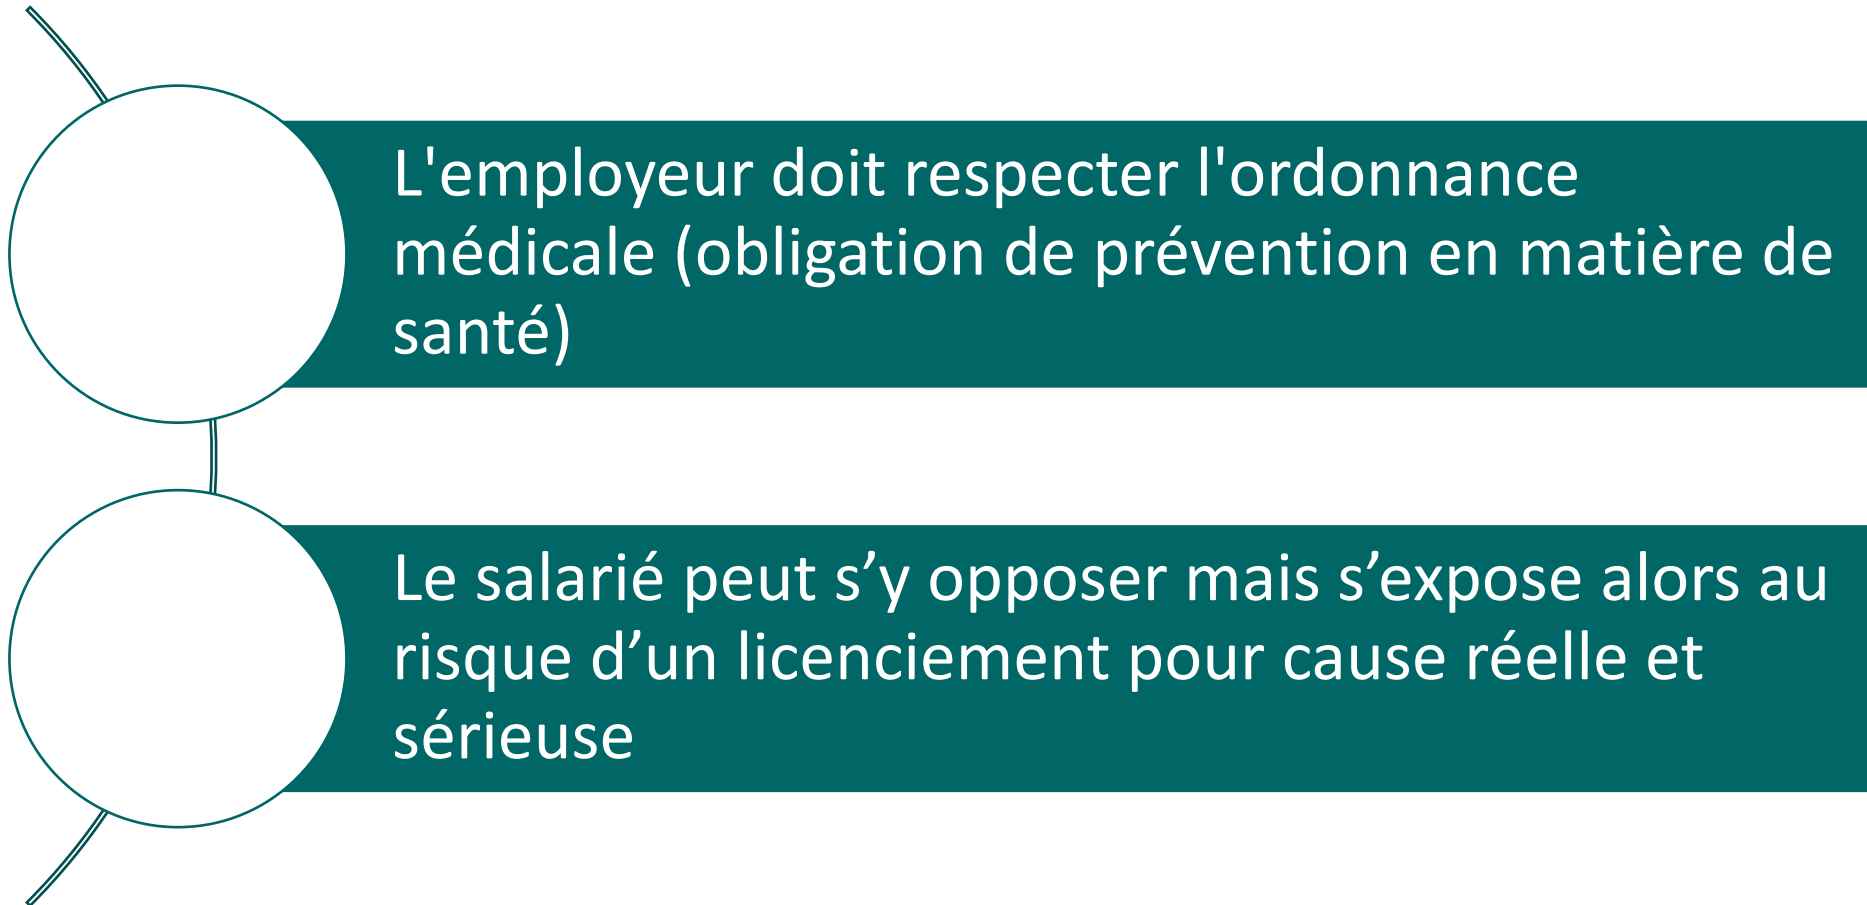 L'employeur doit respecter l'ordonnance
médicale (obligation de prévention en matière de
santé)
Le salarié peut s’y opposer mais s’expose alors au
risque d’un licenciement pour cause réelle et
sérieuse